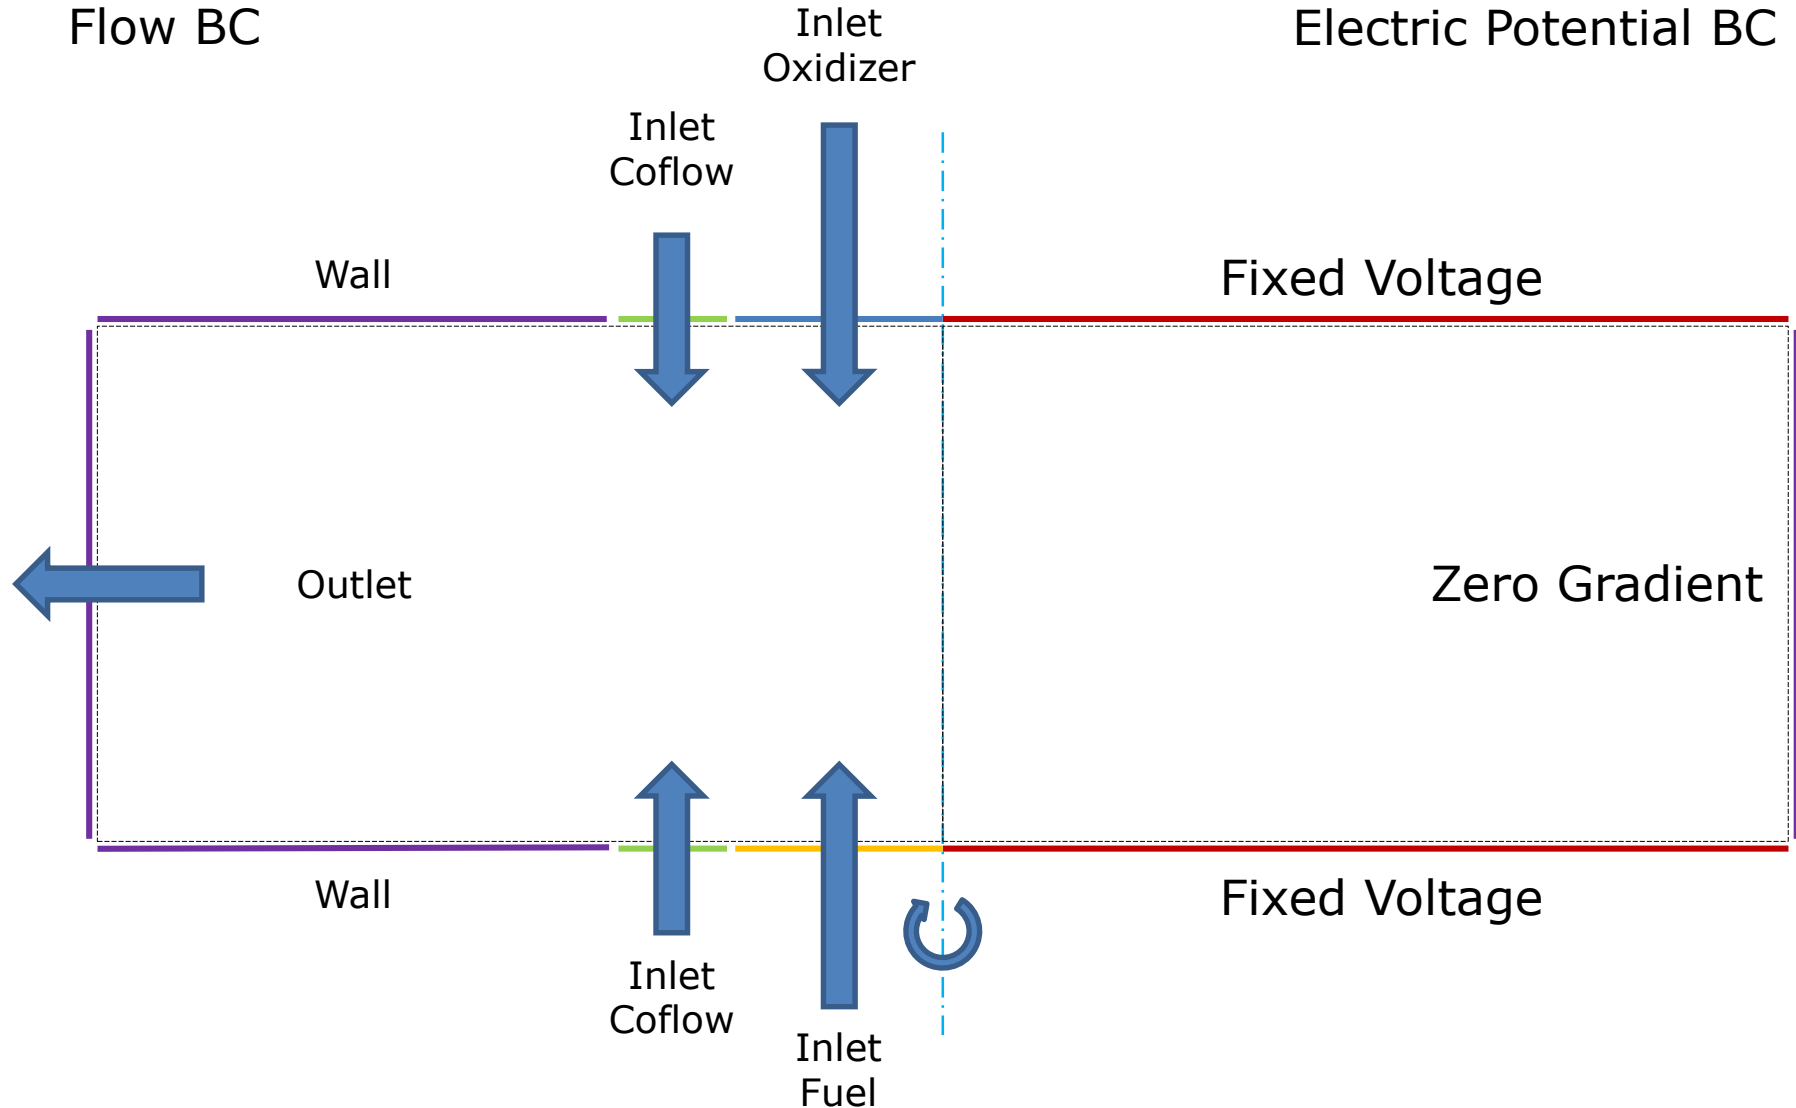 Flow BC
Inlet
Oxidizer
Electric Potential BC
Inlet
Coflow
Wall
Fixed Voltage
Outlet
Zero Gradient
Wall
Fixed Voltage
Inlet
Coflow
Inlet
Fuel